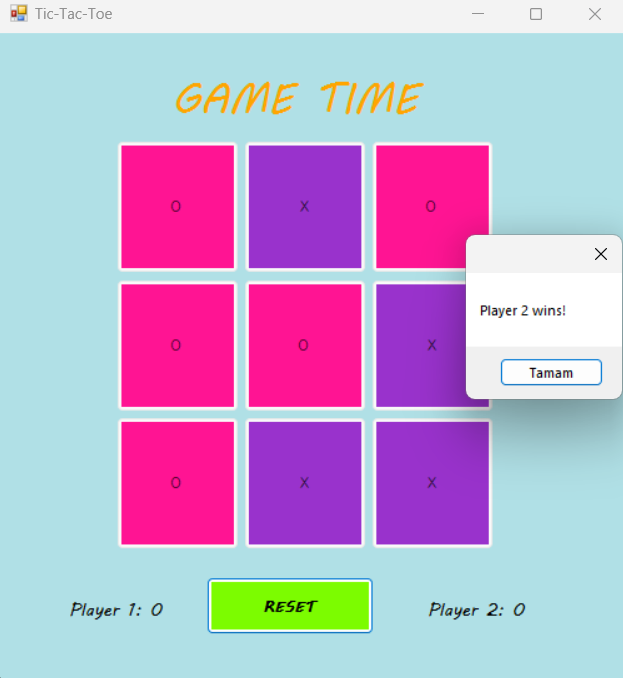 Tic-Tac-Toe
GAME TIME
O X O
Player 2 wins!
O O X
Tamam
O X X
Player 1: 0
RESET
Player 2: 0